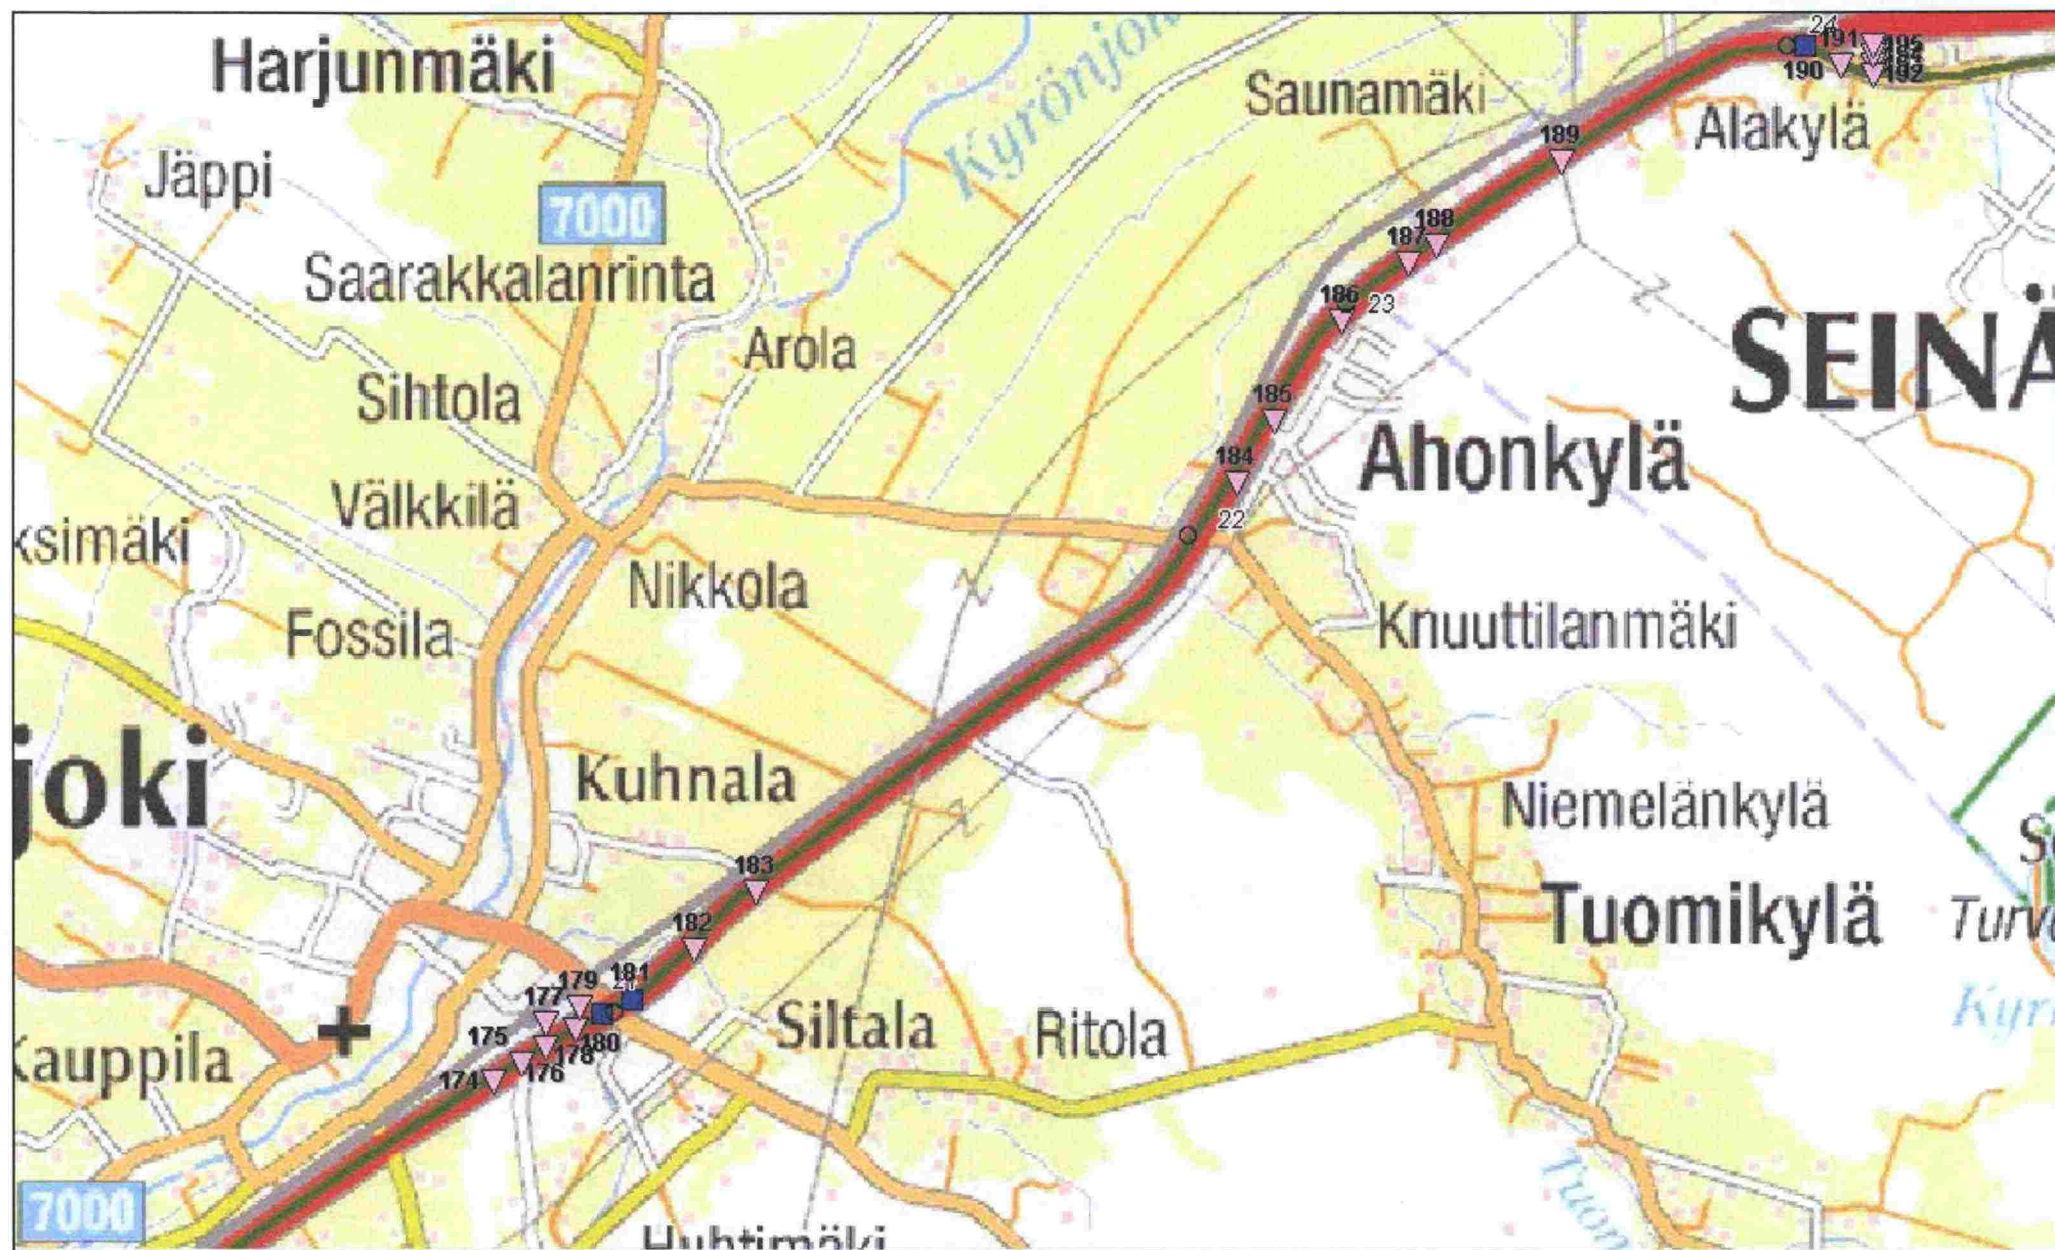 24
Harjunmäki
Kyrönjoki
191
195
190
192
Saunamäki
Alakylä
189
Jäppi
7000
188
187
Saarakkalanrinta
186
23
SEINÄ
Arola
Sihtola
185
Ahonkylä
184
Välkkilä
22
ksimäki
Nikkola
Knuuttilanmäki
Fossila
joki
Kuhnala
Niemelänkylä
183
Tuomikylä
182
179
181
177
Siltala
Ritola
175
180
178
Kauppila
174
176
7000
Huhtimäki